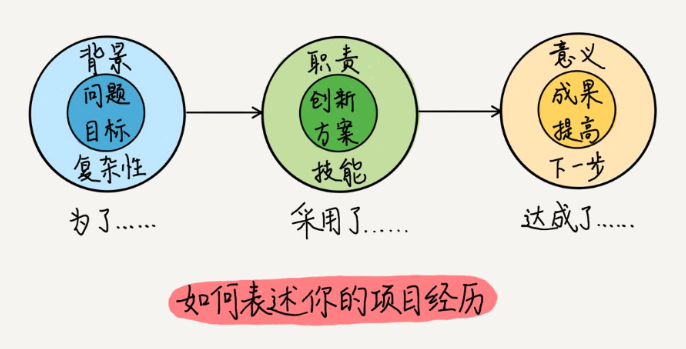 背景
问题
目标
复杂性
为了……
职责
创新
方案
技能
采用了……
意义
成果
提高
下一步
达成了……
如何表述你的项目经历